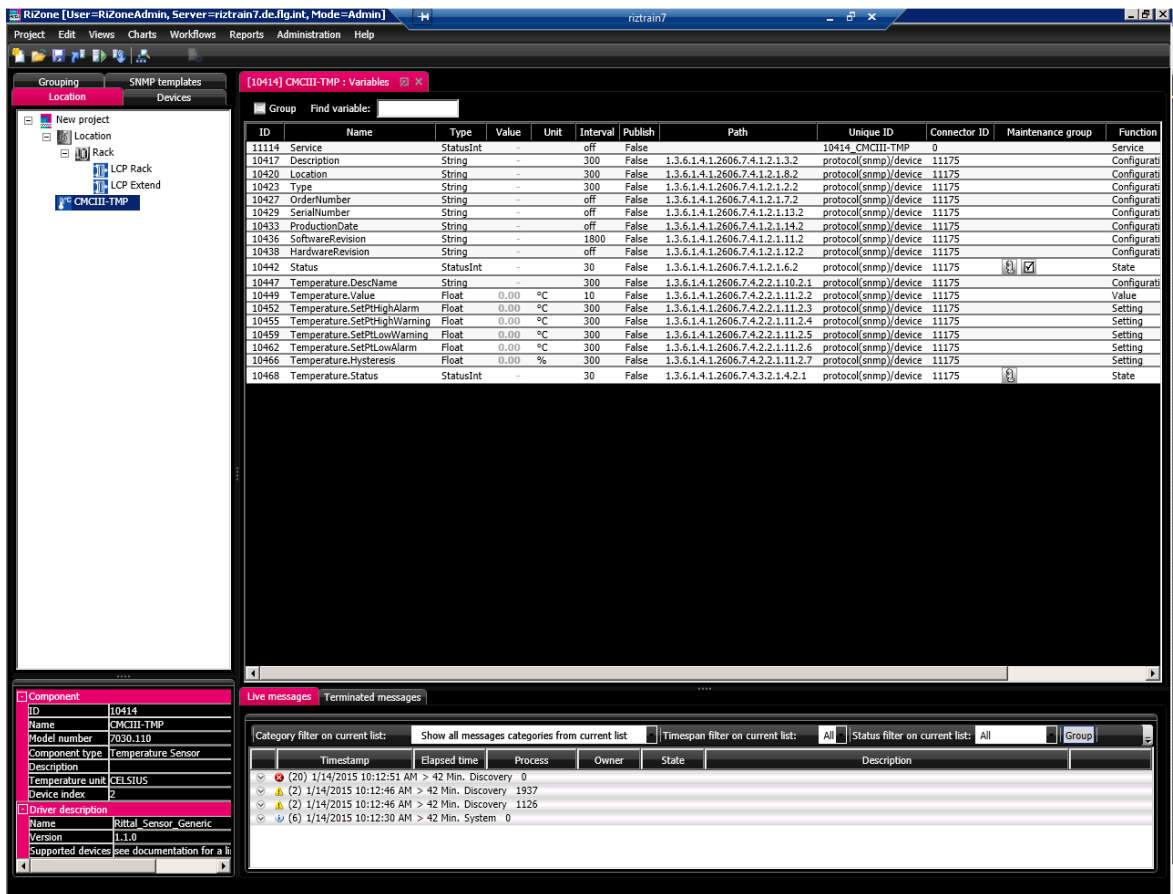 RiZone [User=RiZoneAdmin, Server=riztrain7.de.flg.int, Mode=Admin]
riztrain7
Project Edit Views Charts Workflows Reports Administration Help
Grouping SNMP templates
Location Devices
New project
Location
Rack
LCP Rack
LCP Extend
CMCIII-TMP
[10414] CMCIII-TMP : Variables
Group Find variable:
ID Name Type Value Unit Interval Publish Path Unique ID Connector ID Maintenance group Function
11114 Service StatusInt - off False 10414_CMCIII-TMP 0 Service
10417 Description String - 300 False 1.3.6.1.4.1.2606.7.4.1.2.1.3.2 protocol(snmp)/device 11175 Configurati
10420 Location String - 300 False 1.3.6.1.4.1.2606.7.4.1.2.1.8.2 protocol(snmp)/device 11175 Configurati
10423 Type String - 300 False 1.3.6.1.4.1.2606.7.4.1.2.1.2.2 protocol(snmp)/device 11175 Configurati
10427 OrderNumber String - off False 1.3.6.1.4.1.2606.7.4.1.2.1.7.2 protocol(snmp)/device 11175 Configurati
10429 SerialNumber String - off False 1.3.6.1.4.1.2606.7.4.1.2.1.13.2 protocol(snmp)/device 11175 Configurati
10433 ProductionDate String - off False 1.3.6.1.4.1.2606.7.4.1.2.1.14.2 protocol(snmp)/device 11175 Configurati
10436 SoftwareRevision String - 1800 False 1.3.6.1.4.1.2606.7.4.1.2.1.11.2 protocol(snmp)/device 11175 Configurati
10438 HardwareRevision String - off False 1.3.6.1.4.1.2606.7.4.1.2.1.12.2 protocol(snmp)/device 11175 Configurati
10442 Status StatusInt - 30 False 1.3.6.1.4.1.2606.7.4.1.2.1.6.2 protocol(snmp)/device 11175 State
10447 Temperature.DescName String - 300 False 1.3.6.1.4.1.2606.7.4.2.2.1.10.2.1 protocol(snmp)/device 11175 Configurati
10449 Temperature.Value Float 0.00 °C 10 False 1.3.6.1.4.1.2606.7.4.2.2.1.11.2.2 protocol(snmp)/device 11175 Value
10452 Temperature.SetPtHighAlarm Float 0.00 °C 300 False 1.3.6.1.4.1.2606.7.4.2.2.1.11.2.3 protocol(snmp)/device 11175 Setting
10455 Temperature.SetPtHighWarning Float 0.00 °C 300 False 1.3.6.1.4.1.2606.7.4.2.2.1.11.2.4 protocol(snmp)/device 11175 Setting
10459 Temperature.SetPtLowWarning Float 0.00 °C 300 False 1.3.6.1.4.1.2606.7.4.2.2.1.11.2.5 protocol(snmp)/device 11175 Setting
10462 Temperature.SetPtLowAlarm Float 0.00 °C 300 False 1.3.6.1.4.1.2606.7.4.2.2.1.11.2.6 protocol(snmp)/device 11175 Setting
10466 Temperature.Hysteresis Float 0.00 % 300 False 1.3.6.1.4.1.2606.7.4.2.2.1.11.2.7 protocol(snmp)/device 11175 Setting
10468 Temperature.Status StatusInt - 30 False 1.3.6.1.4.1.2606.7.4.3.2.1.4.2.1 protocol(snmp)/device 11175 State
Component
ID 10414
Name CMCIII-TMP
Model number 7030.110
Component type Temperature Sensor
Description
Temperature unit CELSIUS
Device index 2
Driver description
Name Rittal_Sensor_Generic
Version 1.1.0
Supported devices see documentation for a li
Live messages Terminated messages
Category filter on current list: Show all messages categories from current list Timespan filter on current list: All Status filter on current list: All Group
Timestamp Elapsed time Process Owner State Description
(20) 1/14/2015 10:12:51 AM > 42 Min. Discovery 0
(2) 1/14/2015 10:12:46 AM > 42 Min. Discovery 1937
(2) 1/14/2015 10:12:46 AM > 42 Min. Discovery 1126
(6) 1/14/2015 10:12:30 AM > 42 Min. System 0